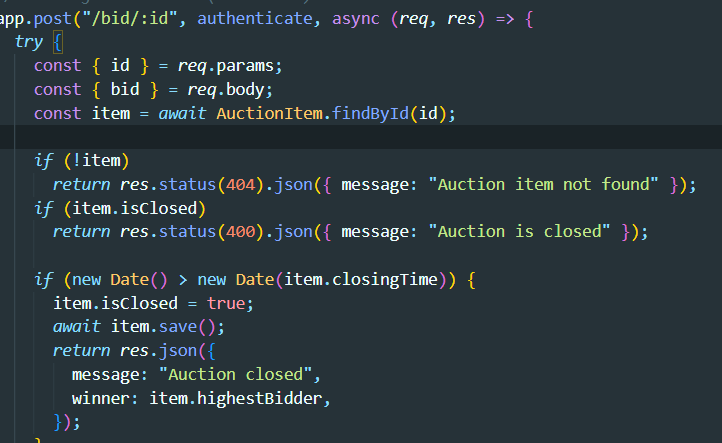 app.post("/bid/:id", authenticate, async (req, res) => {
  try {
    const { id } = req.params;
    const { bid } = req.body;
    const item = await AuctionItem.findById(id);

    if (!item)
      return res.status(404).json({ message: "Auction item not found" });
    if (item.isClosed)
      return res.status(400).json({ message: "Auction is closed" });

    if (new Date() > new Date(item.closingTime)) {
      item.isClosed = true;
      await item.save();
      return res.json({
        message: "Auction closed",
        winner: item.highestBidder,
      });